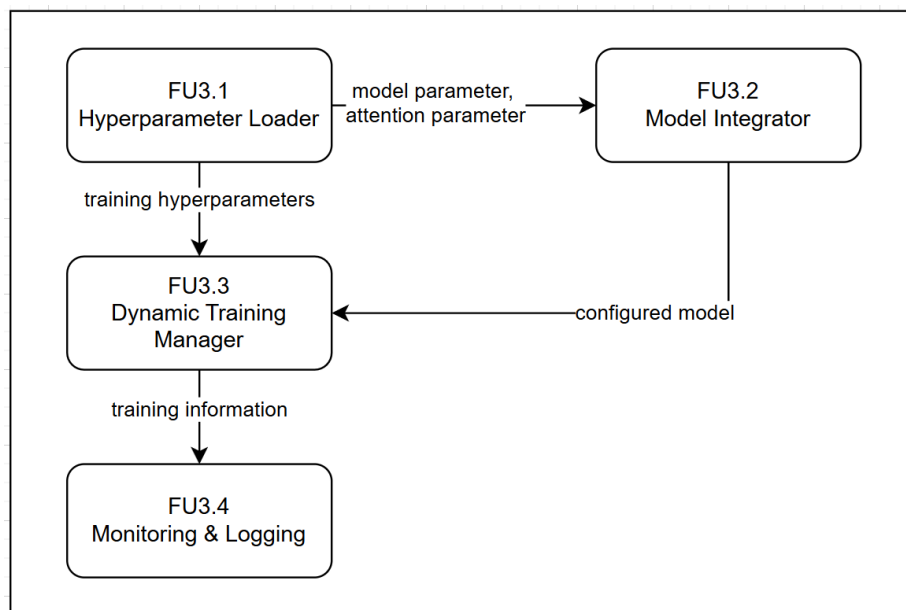 FU3.1
Hyperparameter Loader
model parameter,
attention parameter
FU3.2
Model Integrator
training hyperparameters
FU3.3
Dynamic Training
Manager
configured model
training information
FU3.4
Monitoring & Logging